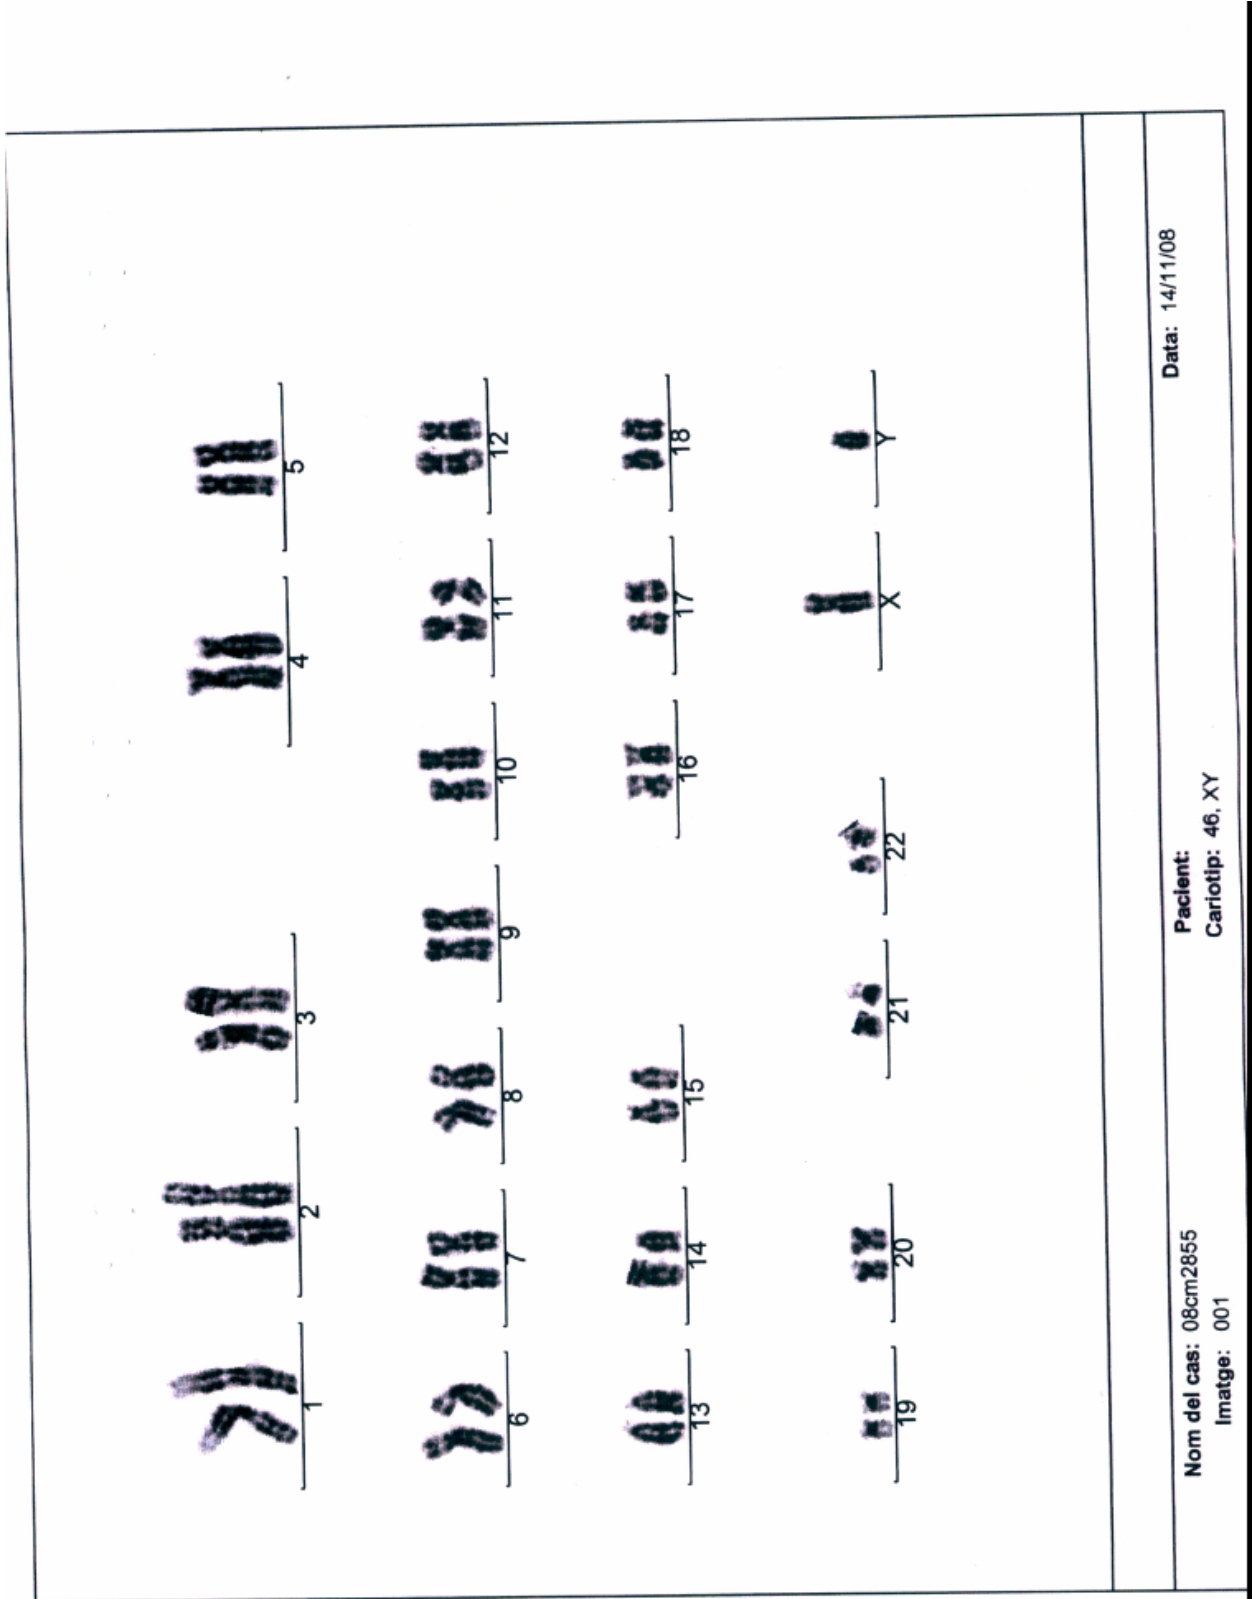 1 2 3 4 5
6 7 8 9 10 11 12
13 14 15 16 17 18
19 20 21 22 X Y
Nom del cas: 08cm2855 Pacient: Data: 14/11/08
Imatge: 001 Cariotip: 46, XY